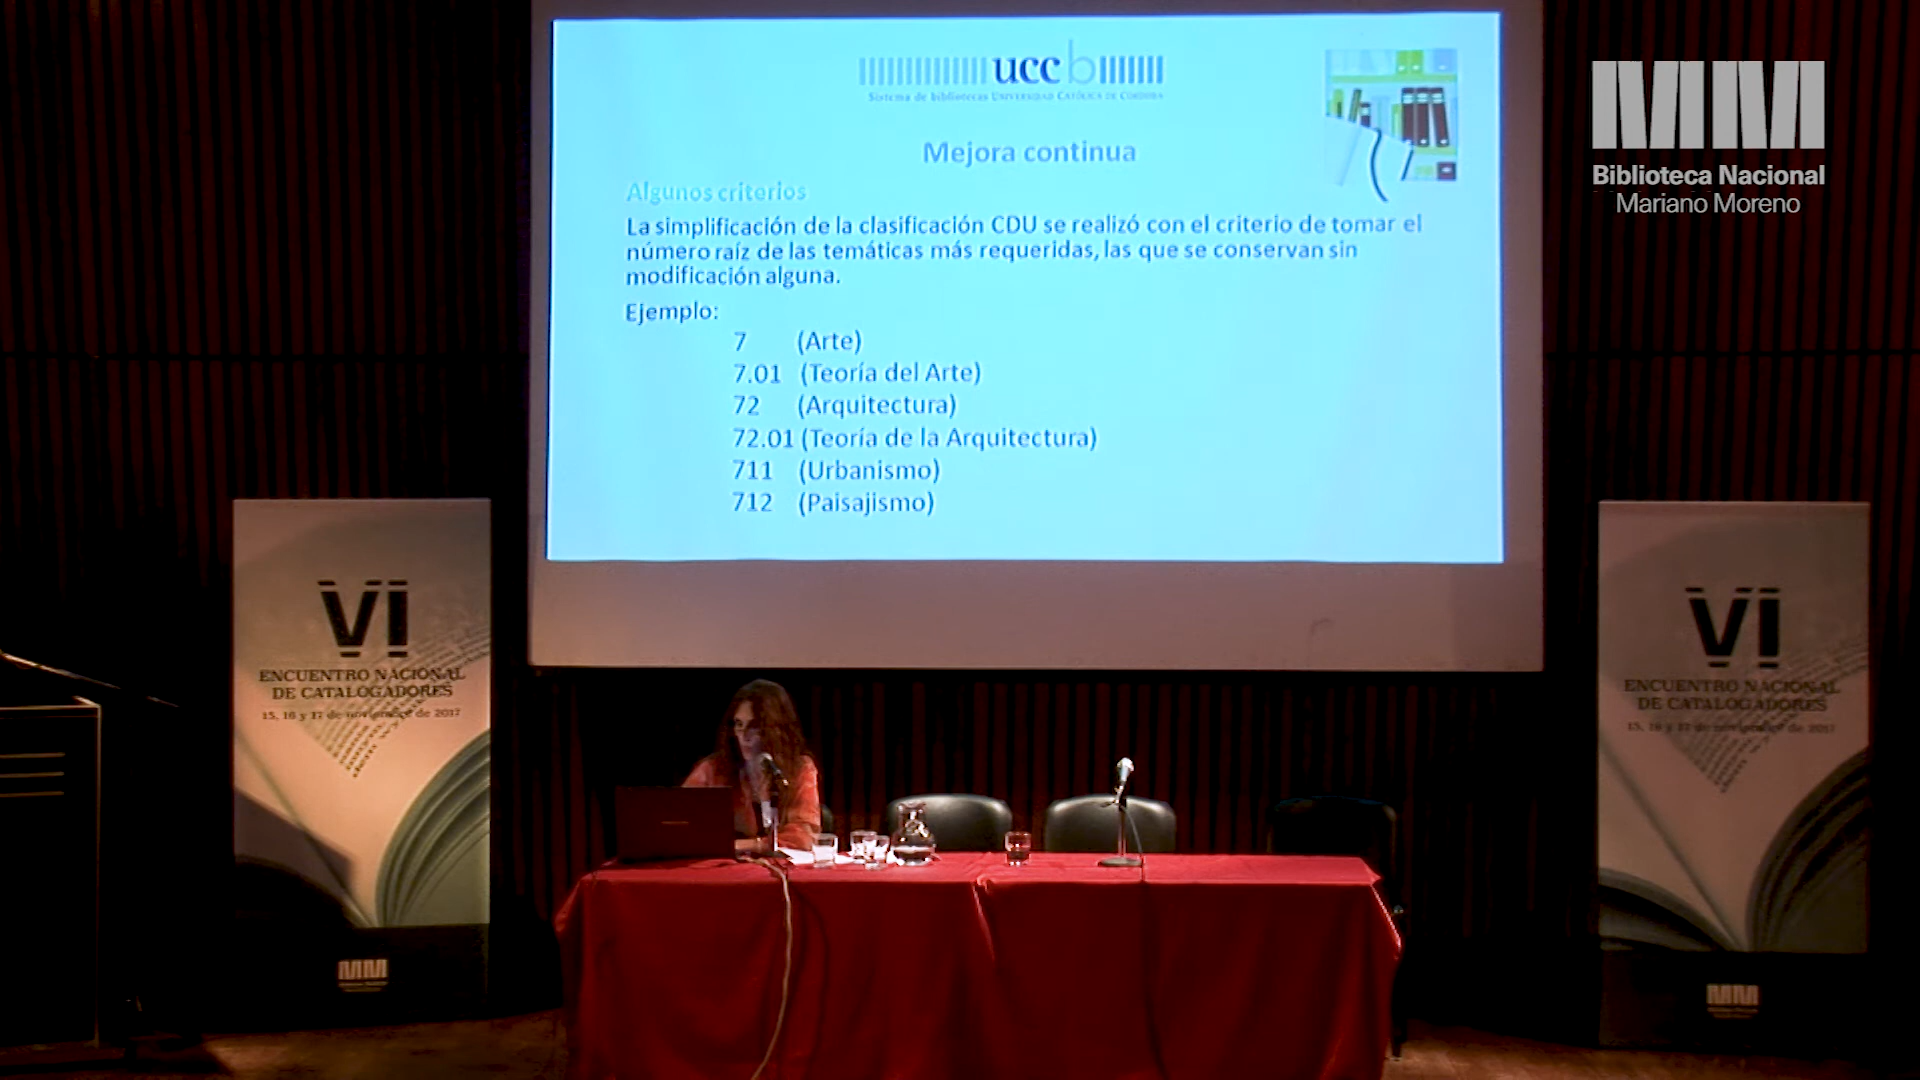 ucc b
Sistema de bibliotecas UNIVERSIDAD CATÓLICA DE CÓRDOBA
Mejora continua
Algunos criterios
La simplificación de la clasificación CDU se realizó con el criterio de tomar el
número raíz de las temáticas más requeridas, las que se conservan sin
modificación alguna.
Ejemplo:
7 (Arte)
7.01 (Teoría del Arte)
72 (Arquitectura)
72.01 (Teoría de la Arquitectura)
711 (Urbanismo)
712 (Paisajismo)
Biblioteca Nacional
Mariano Moreno
VI
ENCUENTRO NACIONAL
DE CATALOGADORES
15, 16 y 17 de noviembre de 2017
VI
ENCUENTRO NACIONAL
DE CATALOGADORES
15, 16 y 17 de noviembre de 2017